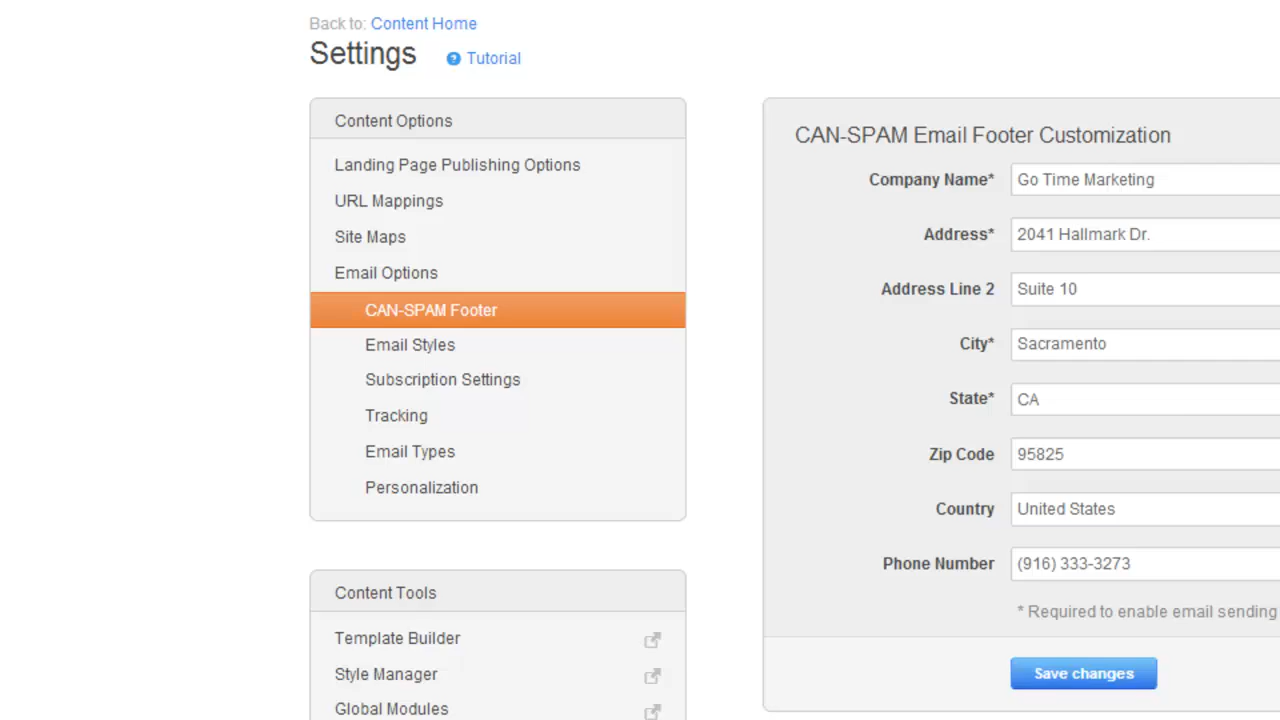 Back to: Content Home
Settings
Tutorial
Content Options
Landing Page Publishing Options
URL Mappings
Site Maps
Email Options
CAN-SPAM Footer
Email Styles
Subscription Settings
Tracking
Email Types
Personalization
Content Tools
Template Builder
Style Manager
Global Modules
CAN-SPAM Email Footer Customization
Company Name* Go Time Marketing
Address* 2041 Hallmark Dr.
Address Line 2 Suite 10
City* Sacramento
State* CA
Zip Code 95825
Country United States
Phone Number (916) 333-3273
* Required to enable email sending
Save changes